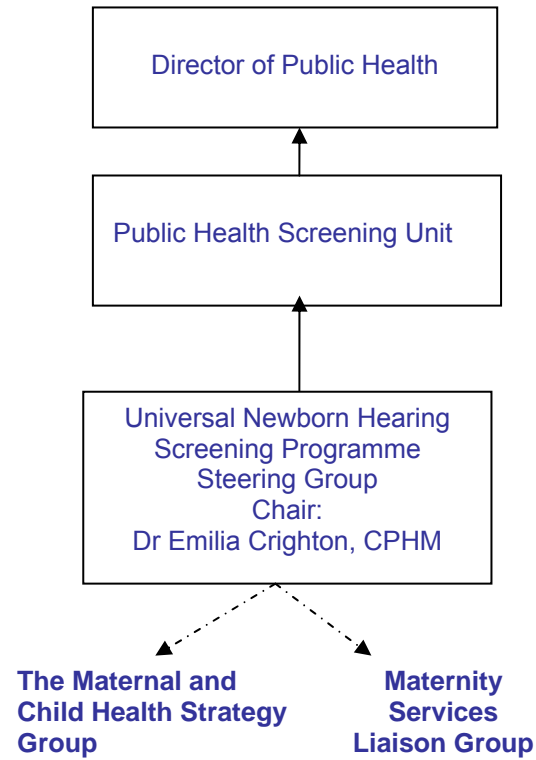 Director of Public Health
Public Health Screening Unit
Universal Newborn Hearing
Screening Programme
Steering Group
Chair:
Dr Emilia Crighton, CPHM
The Maternal and
Child Health Strategy
Group
Maternity
Services
Liaison Group